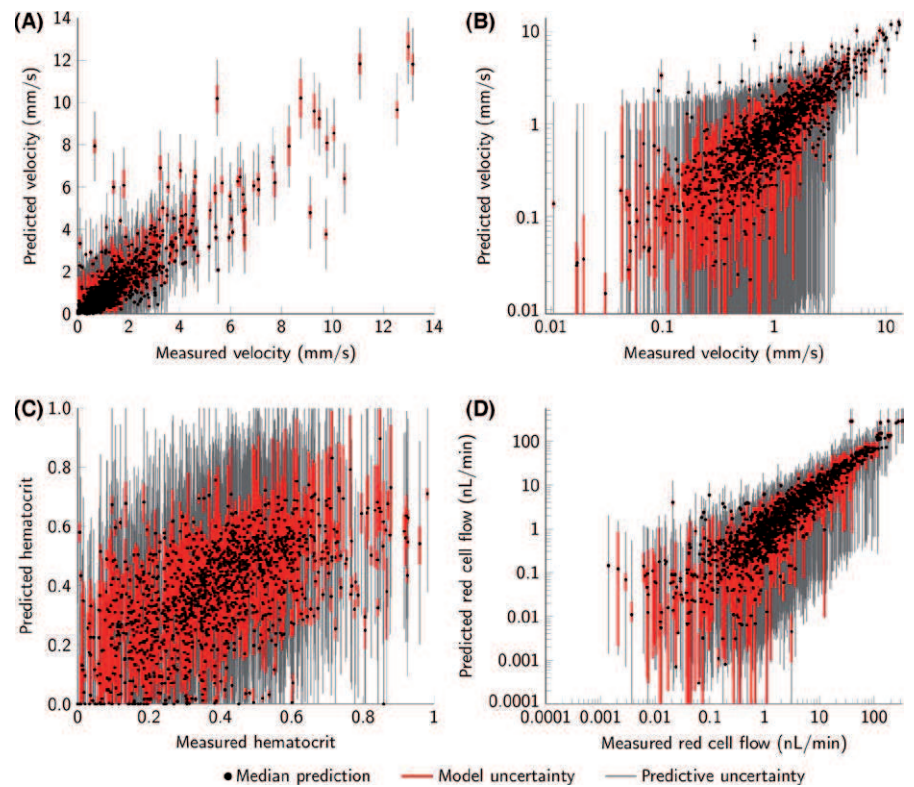 (A)
14
12
10
8
6
4
2
0
Predicted velocity (mm/s)
0 2 4 6 8 10 12 14
Measured velocity (mm/s)
(B)
10
1
0.1
0.01
Predicted velocity (mm/s)
0.01 0.1 1 10
Measured velocity (mm/s)
(C)
1.0
0.8
0.6
0.4
0.2
0.0
Predicted hematocrit
0 0.2 0.4 0.6 0.8 1
Measured hematocrit
(D)
100
10
1
0.1
0.01
0.001
0.0001
Predicted red cell flow (nL/min)
0.0001 0.001 0.01 0.1 1 10 100
Measured red cell flow (nL/min)
Median prediction Model uncertainty Predictive uncertainty